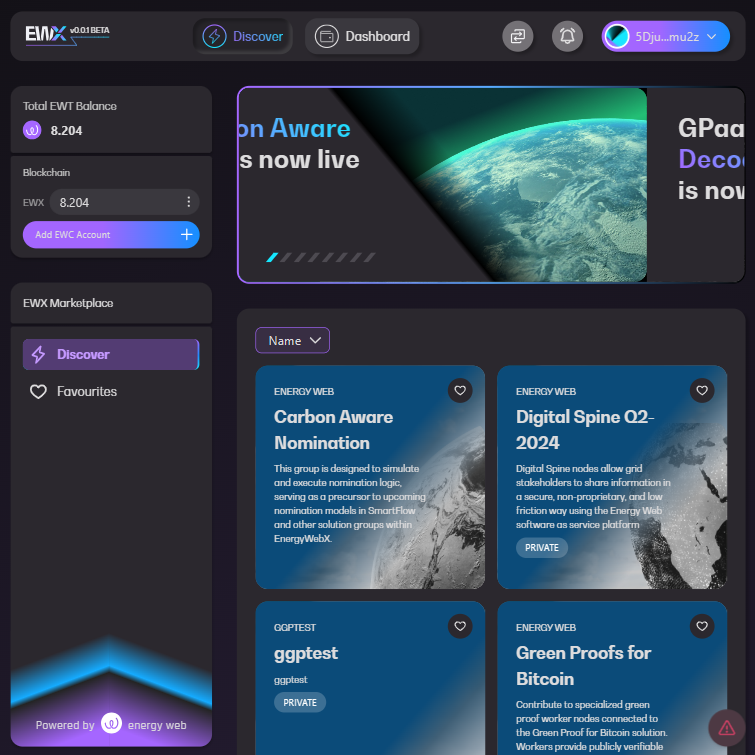 EWX v0.0.1 BETA
Discover
Dashboard
5Dju...mu2z
Total EWT Balance
8.204
Blockchain
EWX 8.204
Add EWC Account
EWX Marketplace
Discover
Favourites
Powered by energy web
on Aware
s now live
GPaa
Deco
is now
Name
ENERGY WEB
Carbon Aware
Nomination
This group is designed to simulate
and execute nomination logic,
serving as a precursor to upcoming
nomination models in SmartFlow
and other solution groups within
EnergyWebX.
ENERGY WEB
Digital Spine Q2-
2024
Digital Spine nodes allow grid
stakeholders to share information in
a secure, non-proprietary, and low
friction way using the Energy Web
software as service platform
PRIVATE
GGPTEST
ggptest
ggptest
PRIVATE
ENERGY WEB
Green Proofs for
Bitcoin
Contribute to specialized green
proof worker nodes connected to
the Green Proof for Bitcoin solution.
Workers provide publicly verifiable